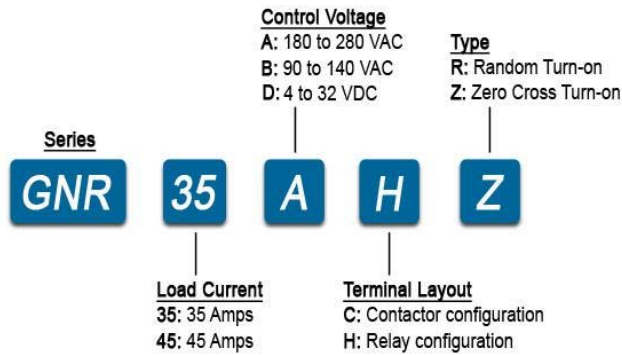 Control Voltage
A: 180 to 280 VAC
B: 90 to 140 VAC
D: 4 to 32 VDC
Type
R: Random Turn-on
Z: Zero Cross Turn-on
Series
GNR 35 A H Z
Load Current
35: 35 Amps
45: 45 Amps
Terminal Layout
C: Contactor configuration
H: Relay configuration